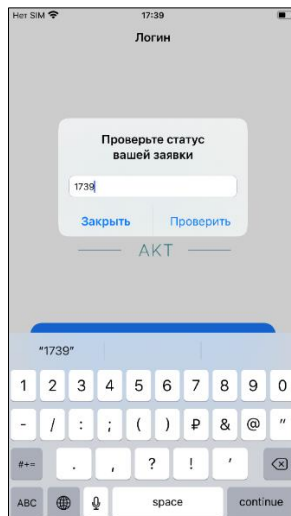 Нет SIM 17:39
Логин
Проверьте статус
вашей заявки
1739
Закрыть Проверить
АКТ
"1739"
1 2 3 4 5 6 7 8 9 0
- / : ; ( ) ₽ & @ "
#+= . , ? ! '
ABC space continue